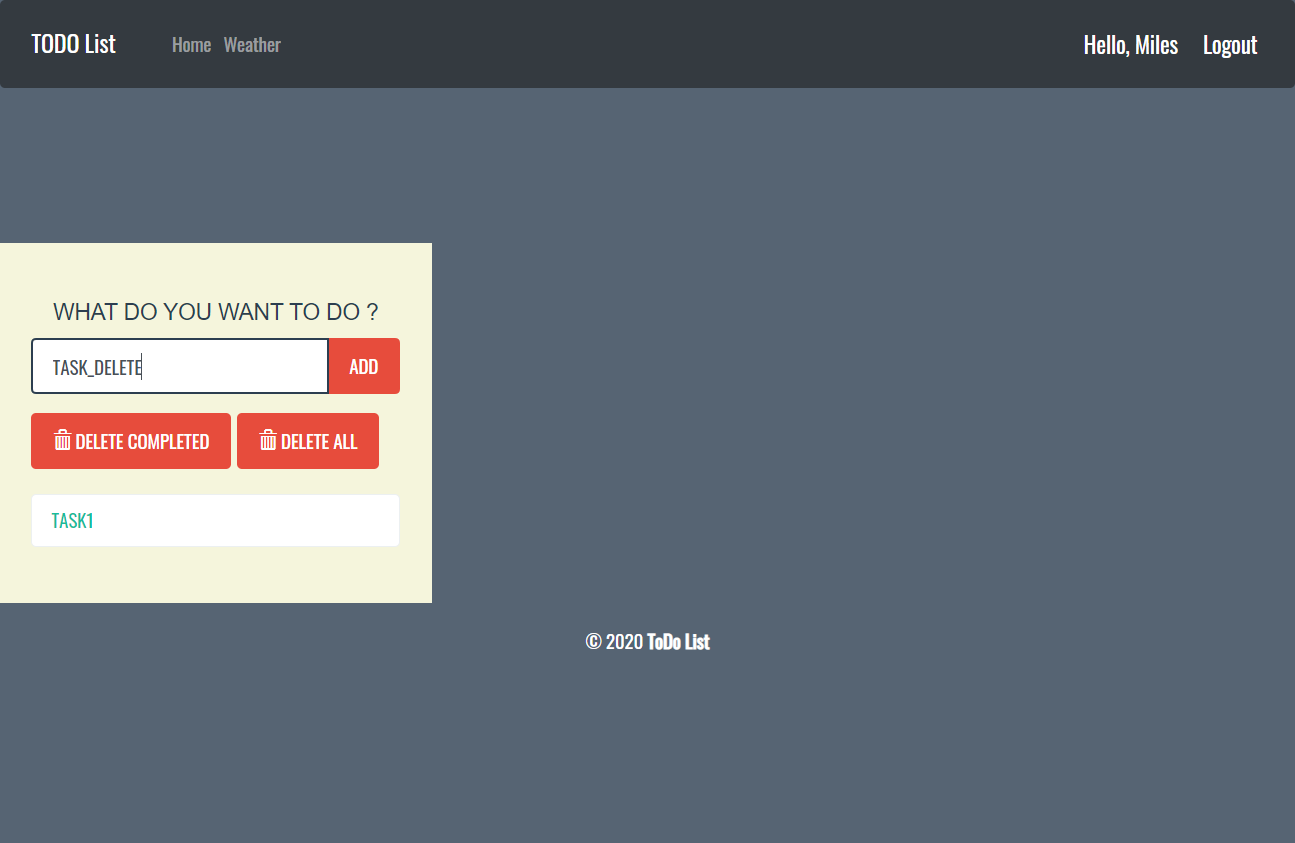 TODO List Home Weather Hello, Miles Logout
WHAT DO YOU WANT TO DO ?
TASK_DELETE ADD
DELETE COMPLETED DELETE ALL
TASK1
© 2020 ToDo List